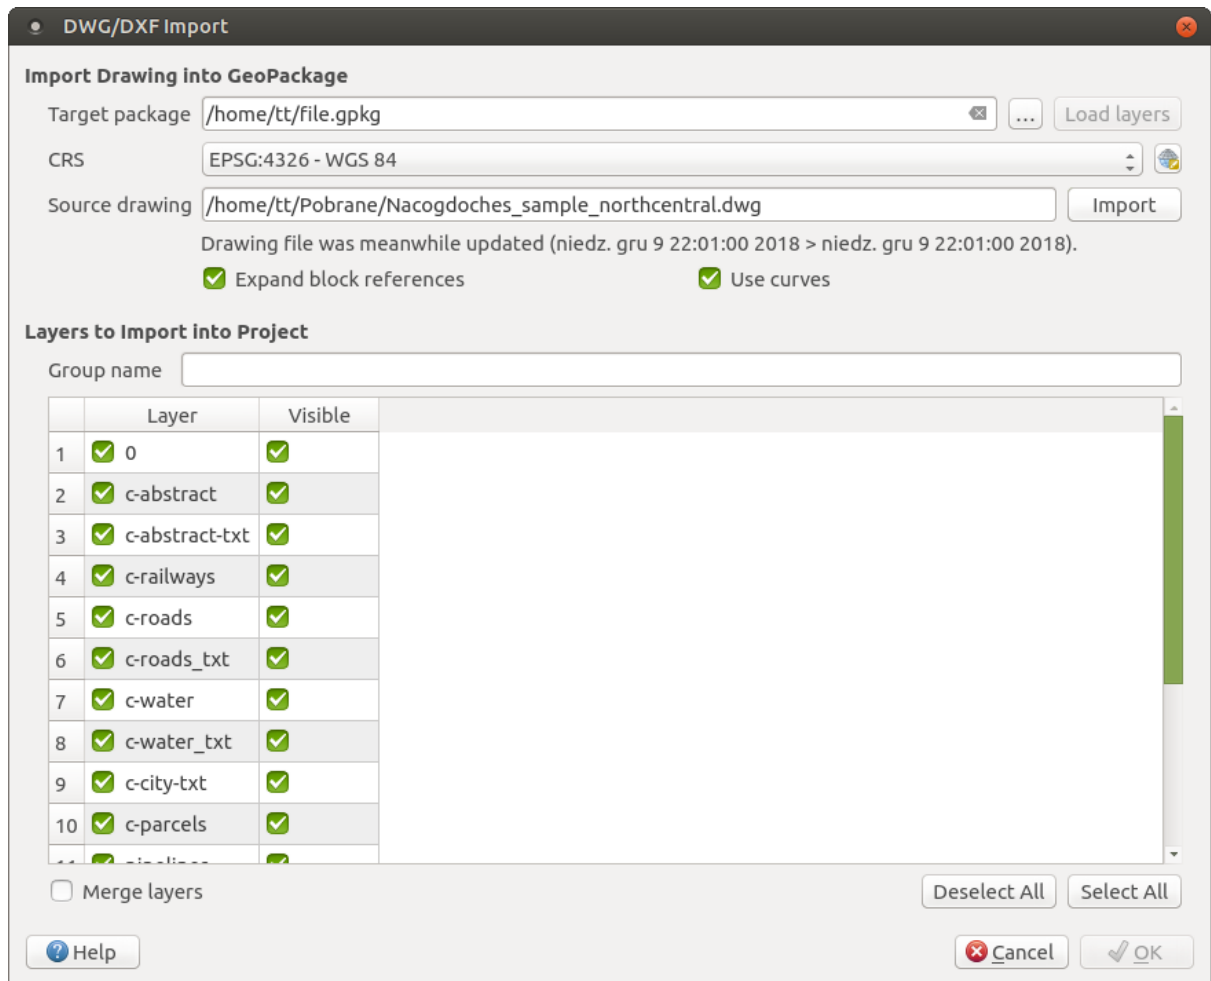 DWG/DXF Import
Import Drawing into GeoPackage
Target package /home/tt/file.gpkg ... Load layers
CRS EPSG:4326 - WGS 84
Source drawing /home/tt/Pobrane/Nacogdoches_sample_northcentral.dwg Import
Drawing file was meanwhile updated (niedz. gru 9 22:01:00 2018 > niedz. gru 9 22:01:00 2018).
Expand block references Use curves
Layers to Import into Project
Group name
Layer Visible
1 0
2 c-abstract
3 c-abstract-txt
4 c-railways
5 c-roads
6 c-roads_txt
7 c-water
8 c-water_txt
9 c-city-txt
10 c-parcels
Merge layers Deselect All Select All
Help Cancel OK